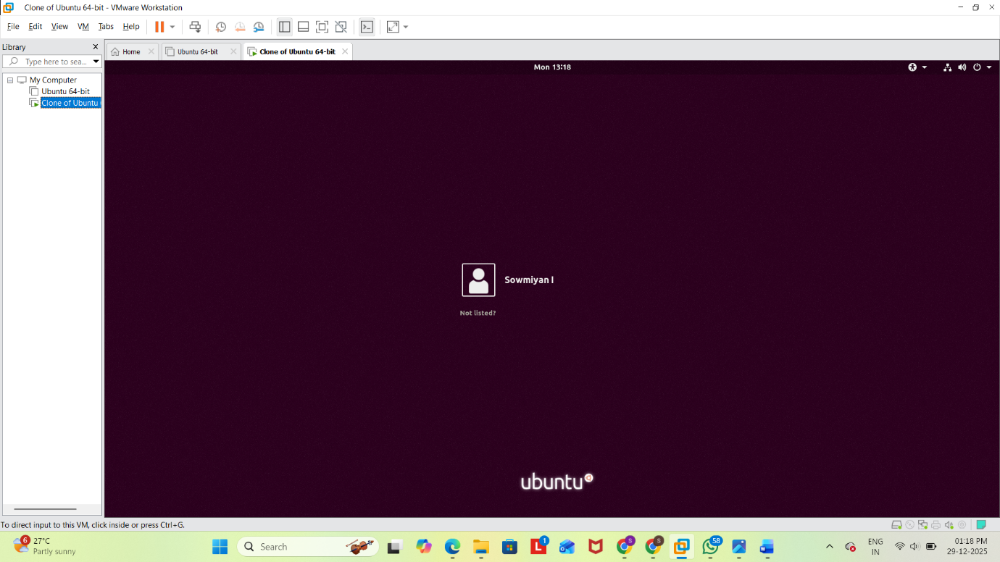 Clone of Ubuntu 64-bit - VMware Workstation
File Edit View VM Tabs Help
Library
Type here to sea...
Home
Ubuntu 64-bit
Clone of Ubuntu 64-bit
My Computer
Ubuntu 64-bit
Clone of Ubuntu
Mon 13:18
Sowmiyan I
Not listed?
ubuntu
To direct input to this VM, click inside or press Ctrl+G.
6
27°C
Partly sunny
Search
L
1
S
S
58
W
ENG
IN
01:18 PM
29-12-2025